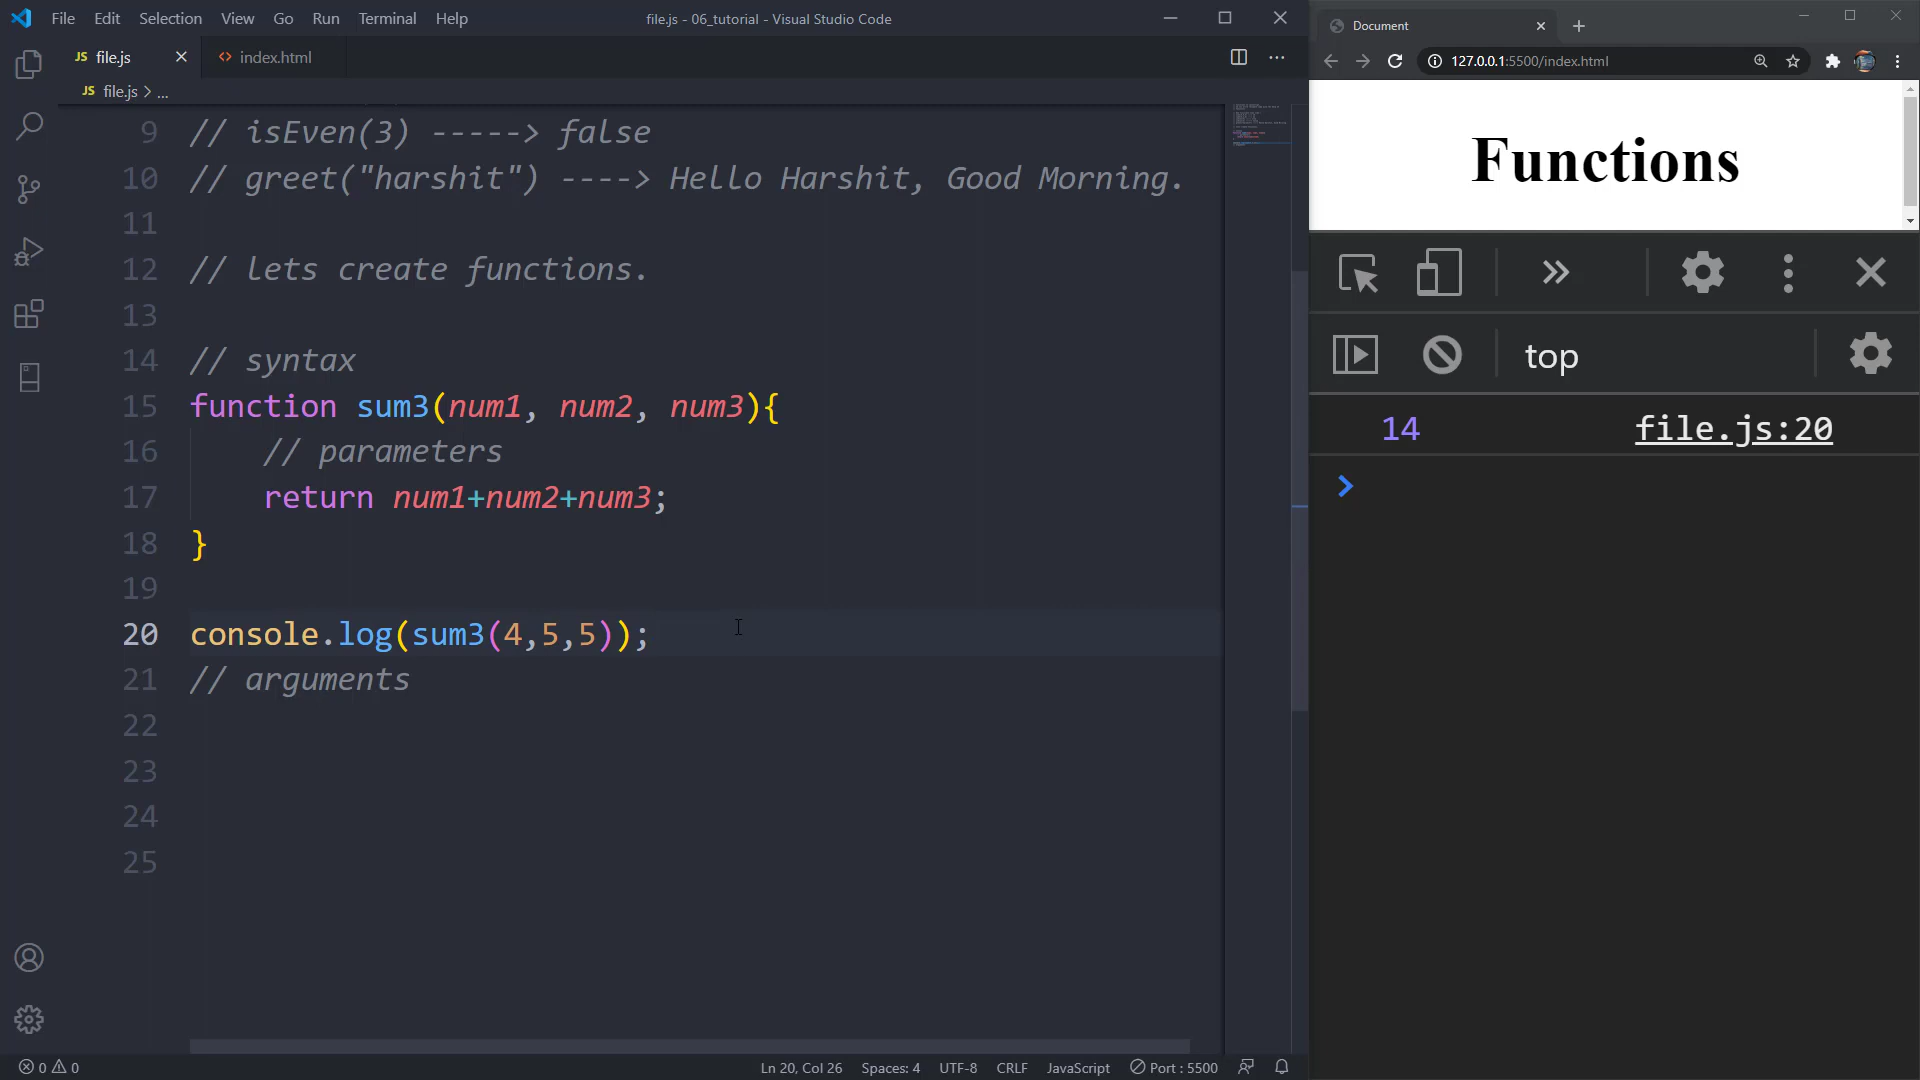 File Edit Selection View Go Run Terminal Help
file.js - 06_tutorial - Visual Studio Code
JS file.js
<> index.html
JS file.js > ...
9 // isEven(3) -----> false
10 // greet("harshit") ----> Hello Harshit, Good Morning.
11
12 // lets create functions.
13
14 // syntax
15 function sum3(num1, num2, num3){
16 // parameters
17 return num1+num2+num3;
18 }
19
20 console.log(sum3(4,5,5));
21 // arguments
22
23
24
25
0 0
Ln 20, Col 26 Spaces: 4 UTF-8 CRLF JavaScript Port : 5500
Document
127.0.0.1:5500/index.html
Functions
top
14 file.js:20